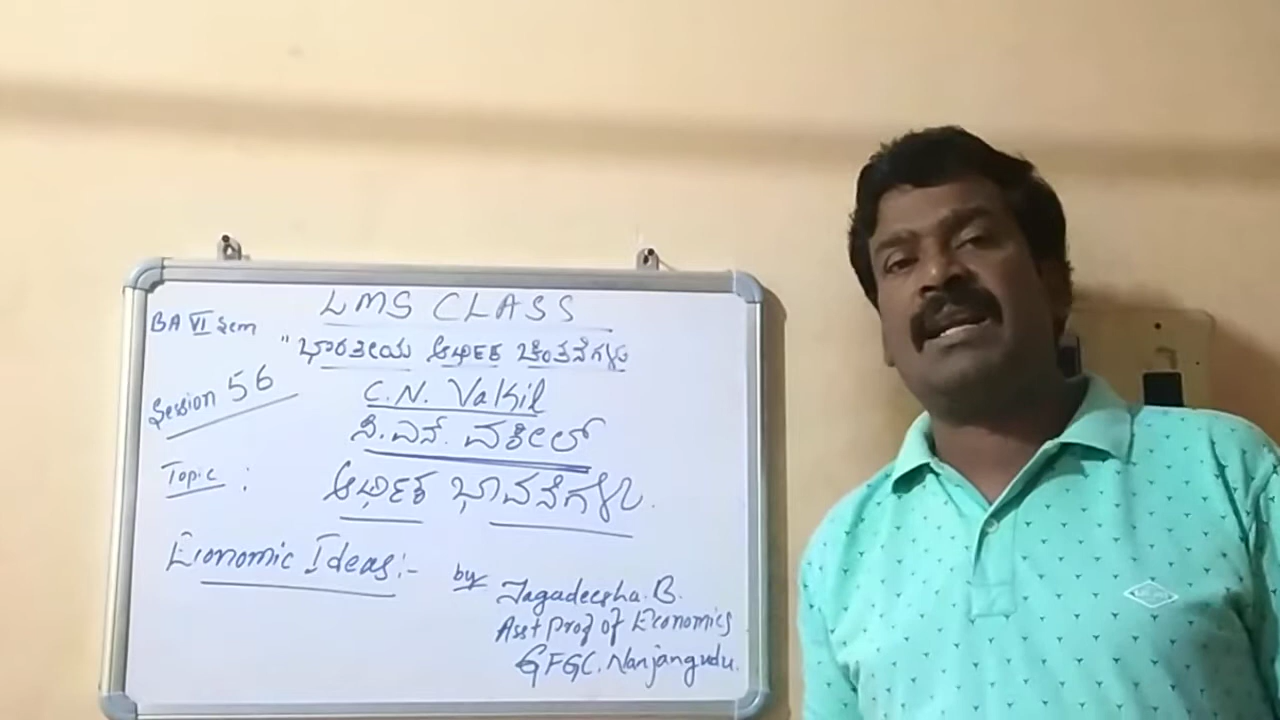 LMS CLASS
BA VI Sem
"ಭಾರತೀಯ ಆರ್ಥಿಕ ಚಿಂತನೆಗಳು
Session 56
C.N. Vakil
ಸಿ.ಎನ್. ವಕೀಲ್
Topic :
ಆರ್ಥಿಕ ಭಾವನೆಗಳು.
Economic Ideas:-
by Jagadeesha. B.
Asst Prof of Economics
GFGC. Nanjangudu.